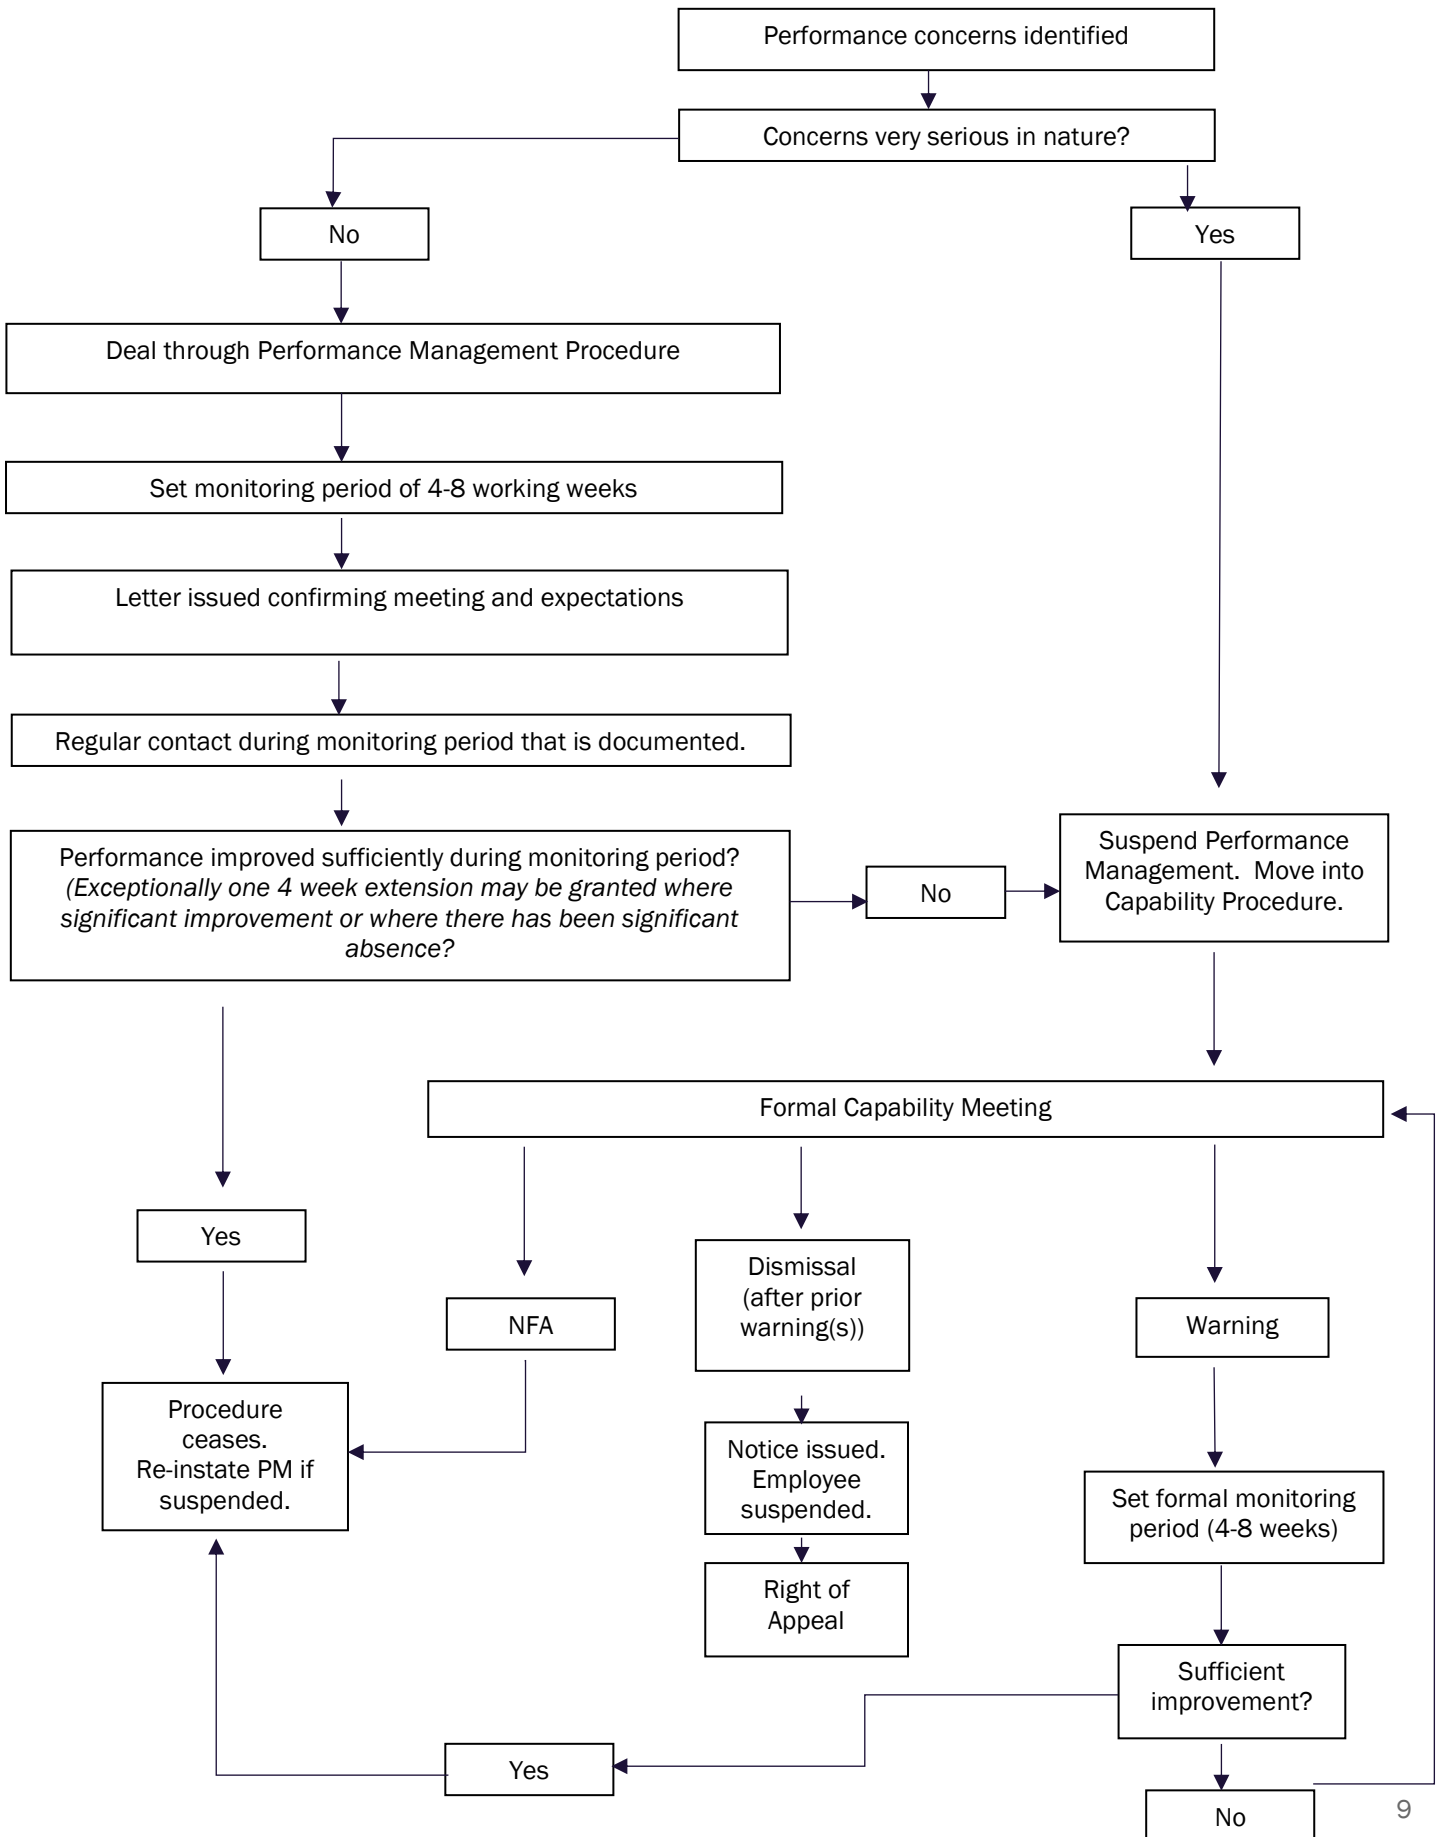 Performance concerns identified
Concerns very serious in nature?
No
Yes
Deal through Performance Management Procedure
Set monitoring period of 4-8 working weeks
Letter issued confirming meeting and expectations
Regular contact during monitoring period that is documented.
Performance improved sufficiently during monitoring period?
(Exceptionally one 4 week extension may be granted where
significant improvement or where there has been significant
absence?
No
Suspend Performance
Management.  Move into
Capability Procedure.
Formal Capability Meeting
Yes
NFA
Dismissal
(after prior
warning(s))
Warning
Procedure
ceases.
Re-instate PM if
suspended.
Notice issued.
Employee
suspended.
Set formal monitoring
period (4-8 weeks)
Right of
Appeal
Sufficient
improvement?
Yes
No
9